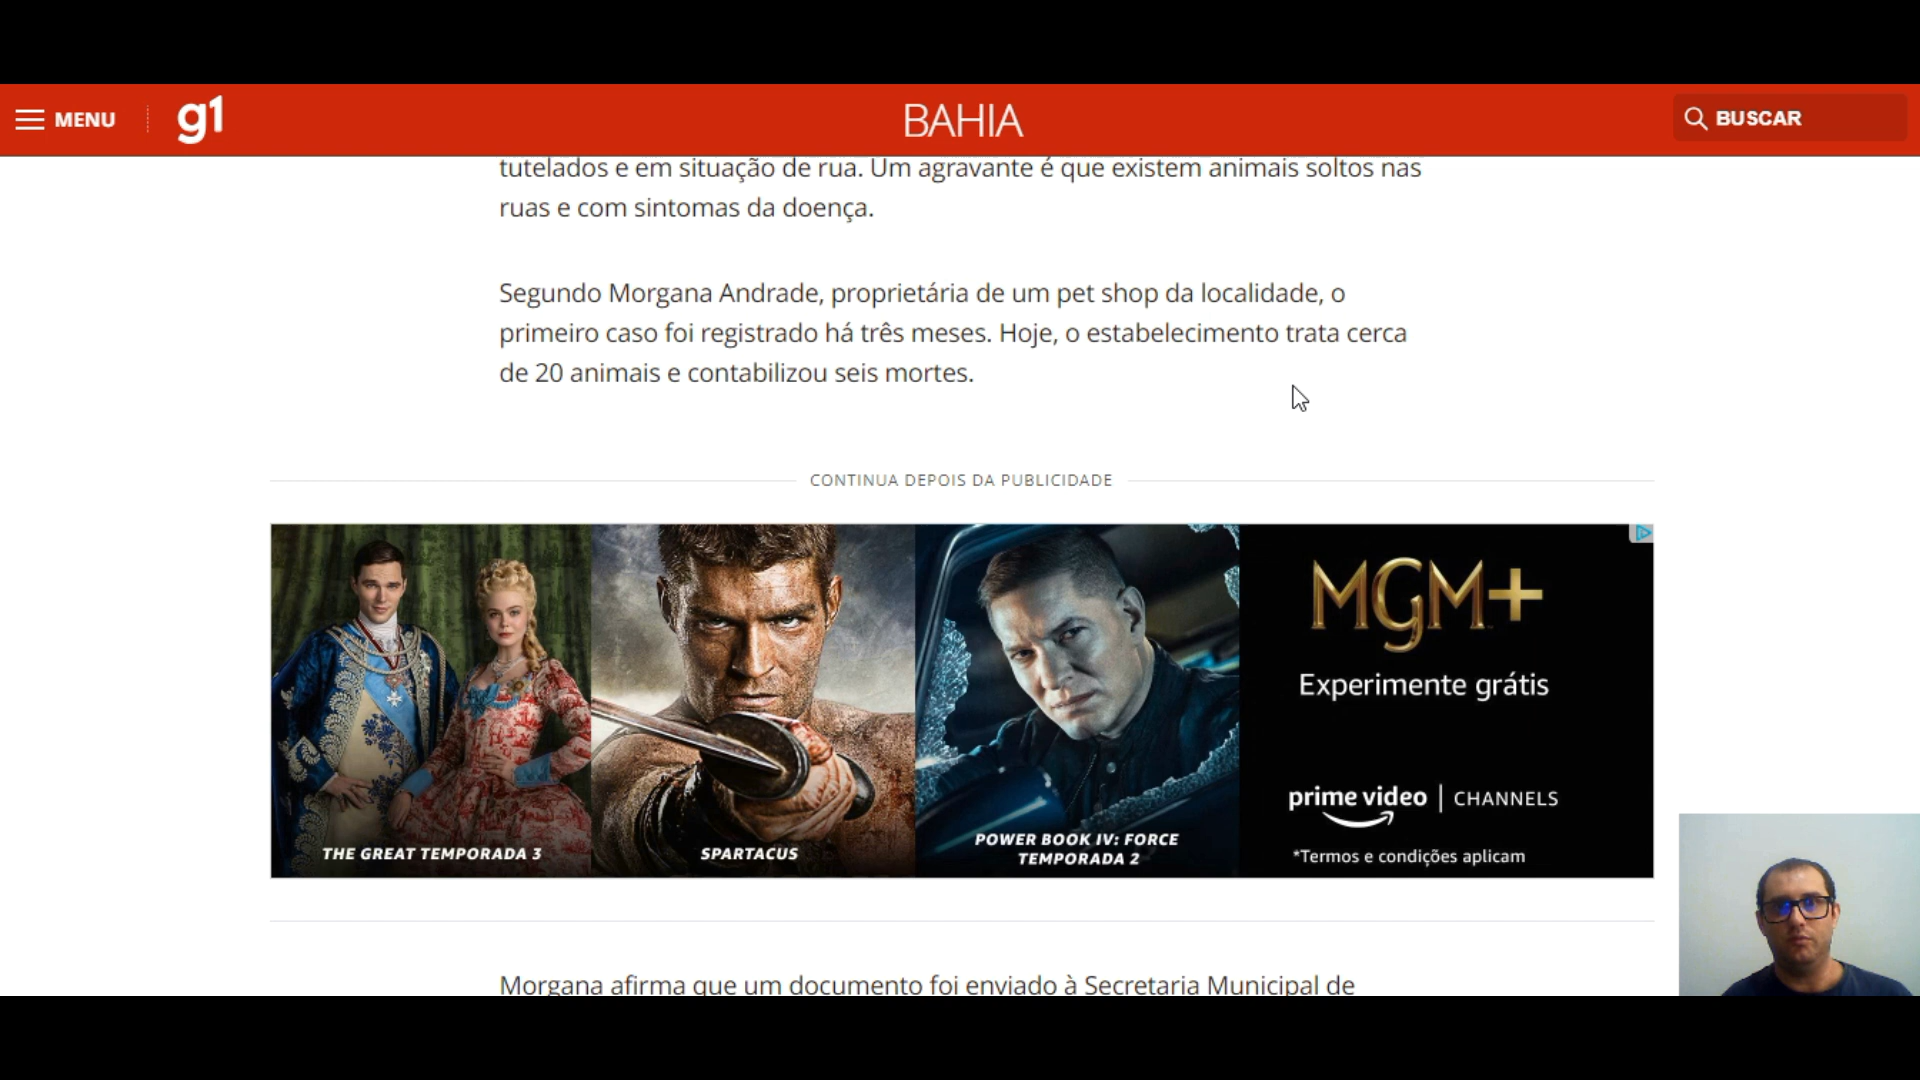 MENU
g1
BAHIA
BUSCAR
tutelados e em situação de rua. Um agravante é que existem animais soltos nas
ruas e com sintomas da doença.
Segundo Morgana Andrade, proprietária de um pet shop da localidade, o
primeiro caso foi registrado há três meses. Hoje, o estabelecimento trata cerca
de 20 animais e contabilizou seis mortes.
CONTINUA DEPOIS DA PUBLICIDADE
THE GREAT TEMPORADA 3
SPARTACUS
POWER BOOK IV: FORCE
TEMPORADA 2
MGM+
Experimente grátis
prime video | CHANNELS
*Termos e condições aplicam
Morgana afirma que um documento foi enviado à Secretaria Municipal de